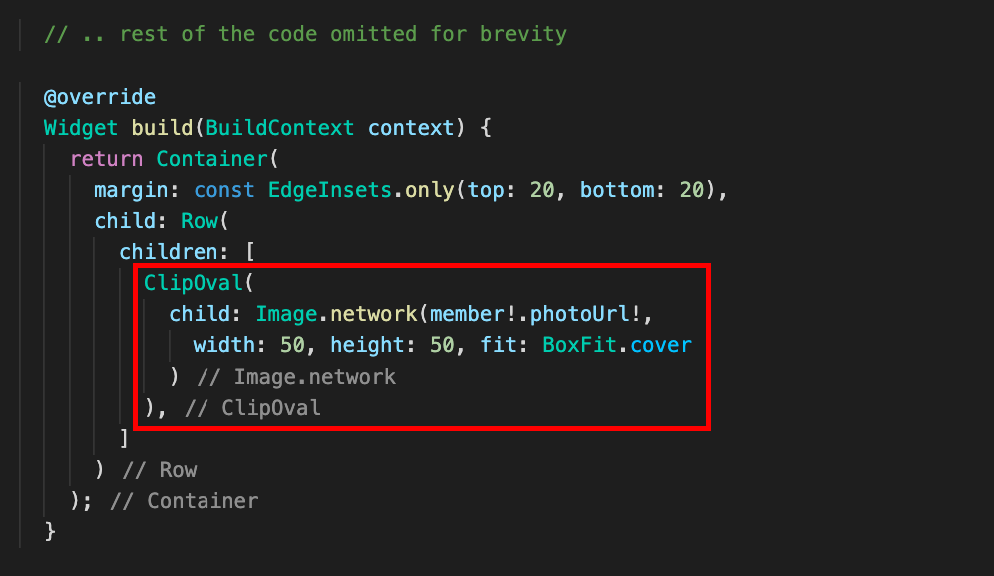 // .. rest of the code omitted for brevity
@override
Widget build(BuildContext context) {
return Container(
margin: const EdgeInsets.only(top: 20, bottom: 20),
child: Row(
children: [
ClipOval(
child: Image.network(member!.photoUrl!,
width: 50, height: 50, fit: BoxFit.cover
) // Image.network
), // ClipOval
]
) // Row
); // Container
}